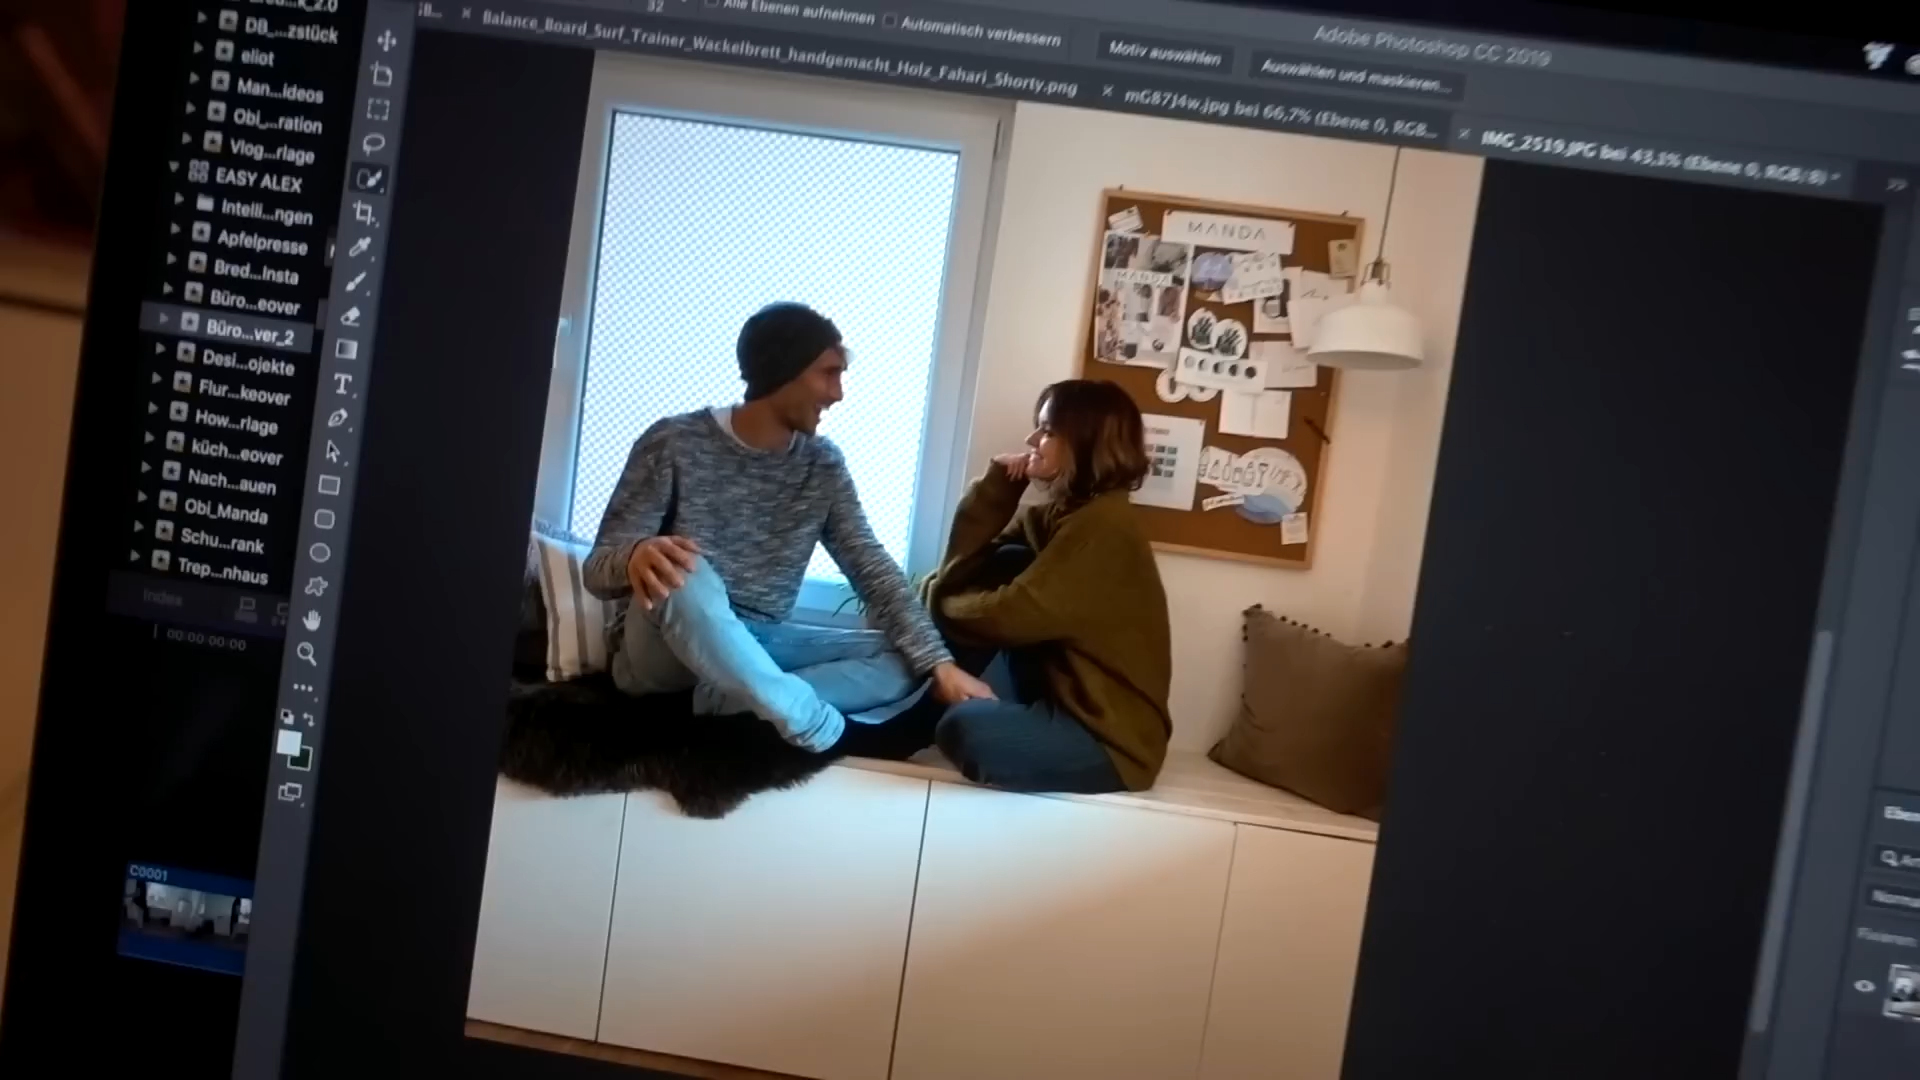 DB_...zstück
eliot
Man...ideos
Obi_...ration
Vlog...rlage
EASY ALEX
Intelli...ngen
Apfelpresse
Bred...Insta
Büro...eover
Büro...ver_2
Desi...ojekte
Flur...keover
How...rlage
küch...eover
Nach...auen
Obi_Manda
Schu...rank
Trep...nhaus
Index
00:00:00:00
C0001
32
Alle Ebenen aufnehmen
Automatisch verbessern
Motiv auswählen
Auswählen und maskieren...
Adobe Photoshop CC 2019
Balance_Board_Surf_Trainer_Wackelbrett_handgemacht_Holz_Fahari_Shorty.png
mG87J4w.jpg bei 66,7% (Ebene 0, RGB...
IMG_2519.JPG bei 43,1% (Ebene 0, RGB/8) *
MANDA
MANDA